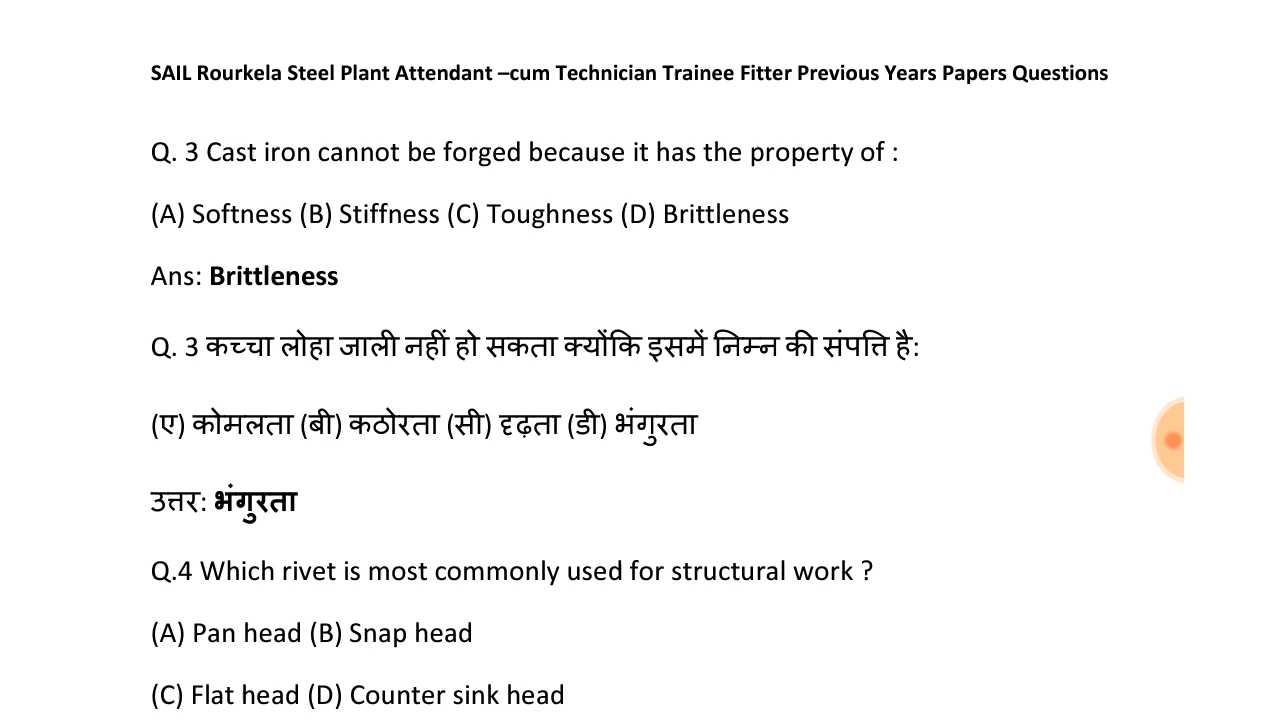 SAIL Rourkela Steel Plant Attendant –cum Technician Trainee Fitter Previous Years Papers Questions
Q. 3 Cast iron cannot be forged because it has the property of :
(A) Softness (B) Stiffness (C) Toughness (D) Brittleness
Ans: Brittleness
Q. 3 कच्चा लोहा जाली नहीं हो सकता क्योंकि इसमें निम्न की संपत्ति है:
(ए) कोमलता (बी) कठोरता (सी) दृढ़ता (डी) भंगुरता
उत्तर: भंगुरता
Q.4 Which rivet is most commonly used for structural work ?
(A) Pan head (B) Snap head
(C) Flat head (D) Counter sink head